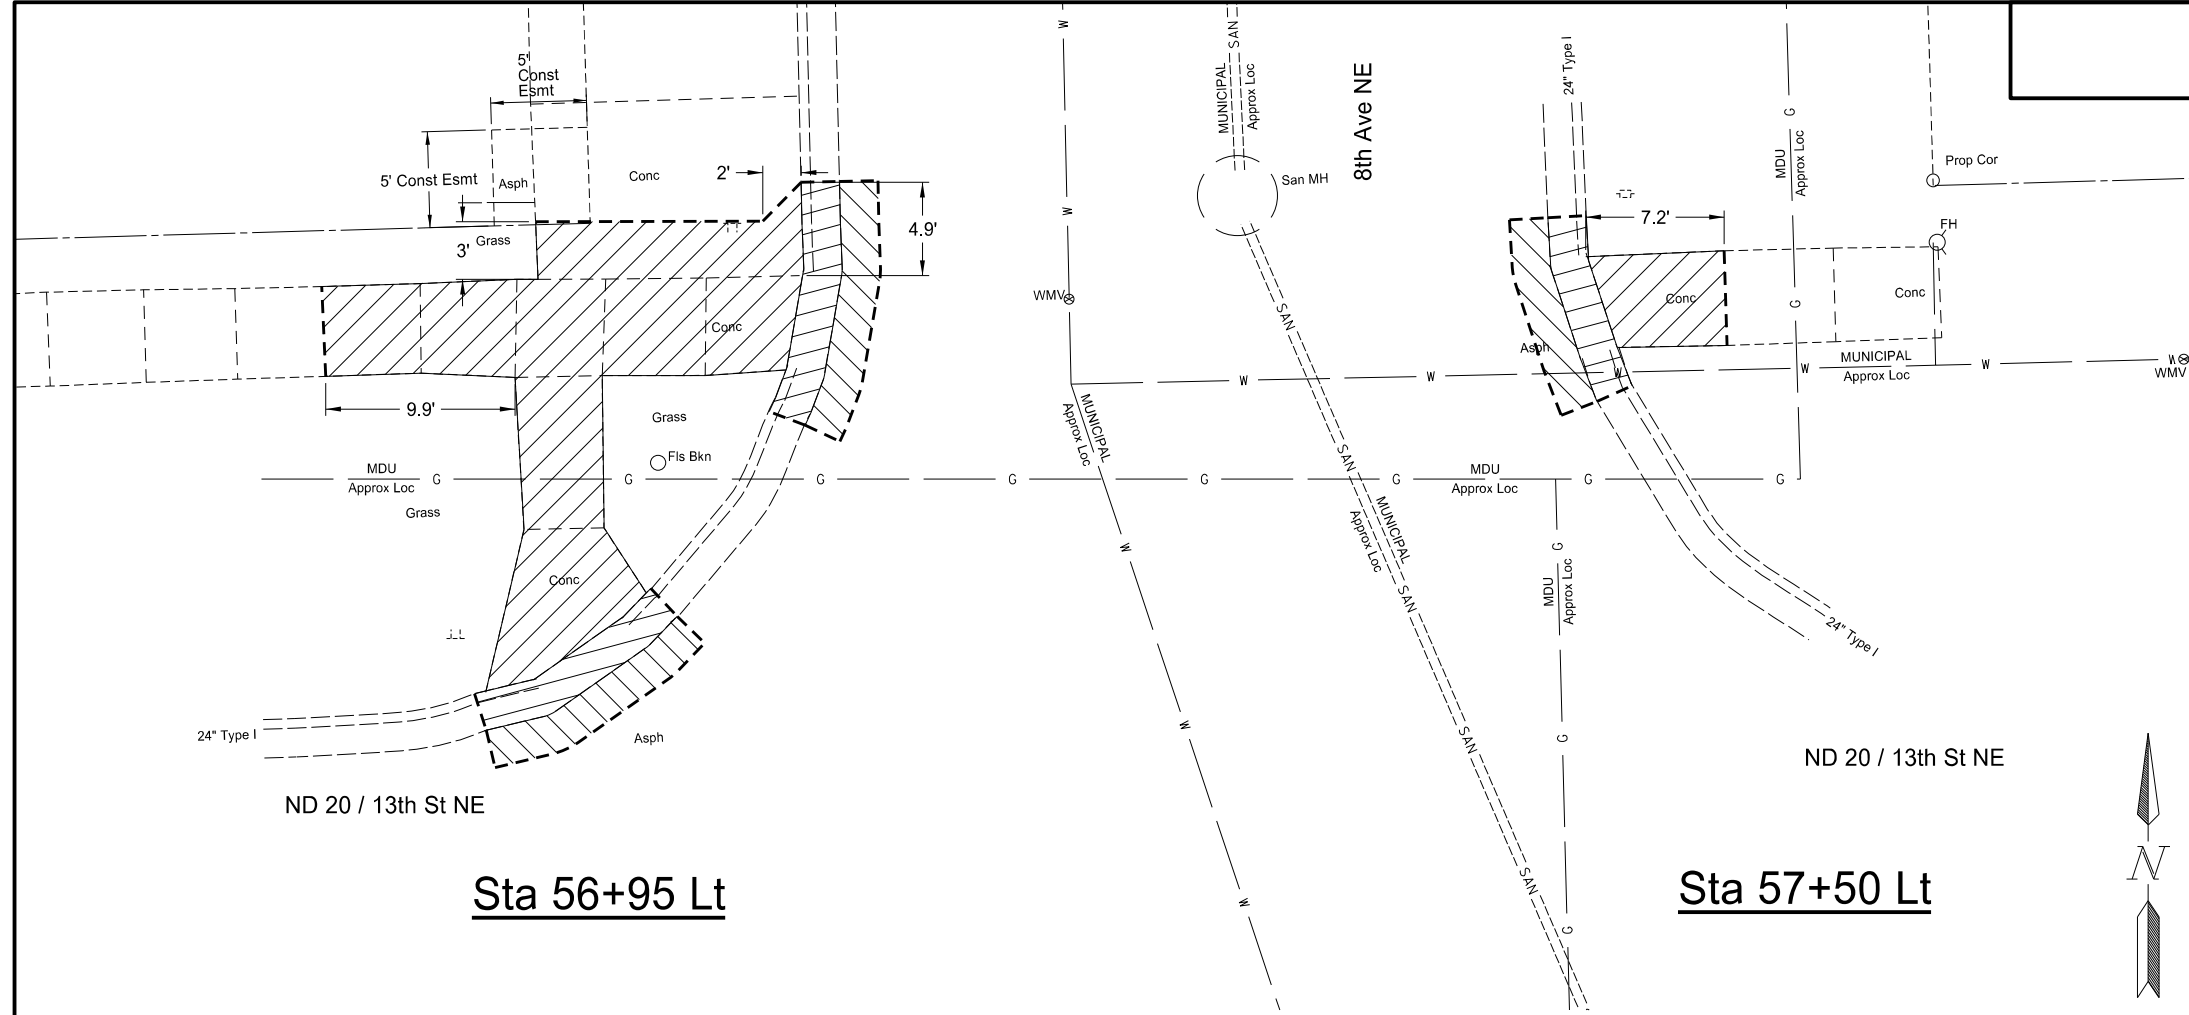 5'
Const
Esmt
5' Const Esmt
Asph
Conc
2'
4.9'
3'
Grass
Conc
9.9'
Grass
Fls Bkn
MDU
Approx Loc
G
G
G
G
G
G
G
G
Grass
Conc
24" Type I
Asph
ND 20 / 13th St NE
Sta 56+95 Lt
W
W
WMV
W
W
W
W
W
W
MUNICIPAL
Approx Loc
W
W
W
SAN
MUNICIPAL
Approx Loc
San MH
8th Ave NE
SAN
SAN
MUNICIPAL
Approx Loc
SAN
SAN
SAN
24" Type I
7.2'
Conc
Asph
G
MDU
Approx Loc
G
Prop Cor
FH
Conc
MUNICIPAL
Approx Loc
W
WMV
MDU
Approx Loc
G
MDU
Approx Loc
G
G
24" Type I
ND 20 / 13th St NE
Sta 57+50 Lt
N